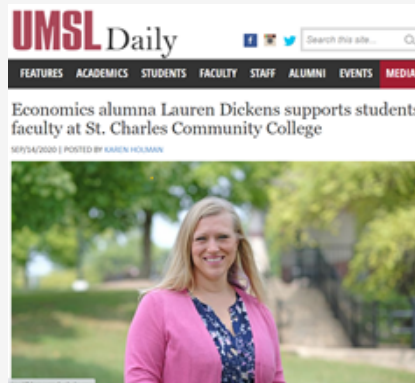 UMSL Daily
Search this site...
FEATURES ACADEMICS STUDENTS FACULTY STAFF ALUMNI EVENTS MEDIA
Economics alumna Lauren Dickens supports students
faculty at St. Charles Community College
SEP/14/2020 | POSTED BY KAREN HOLMAN